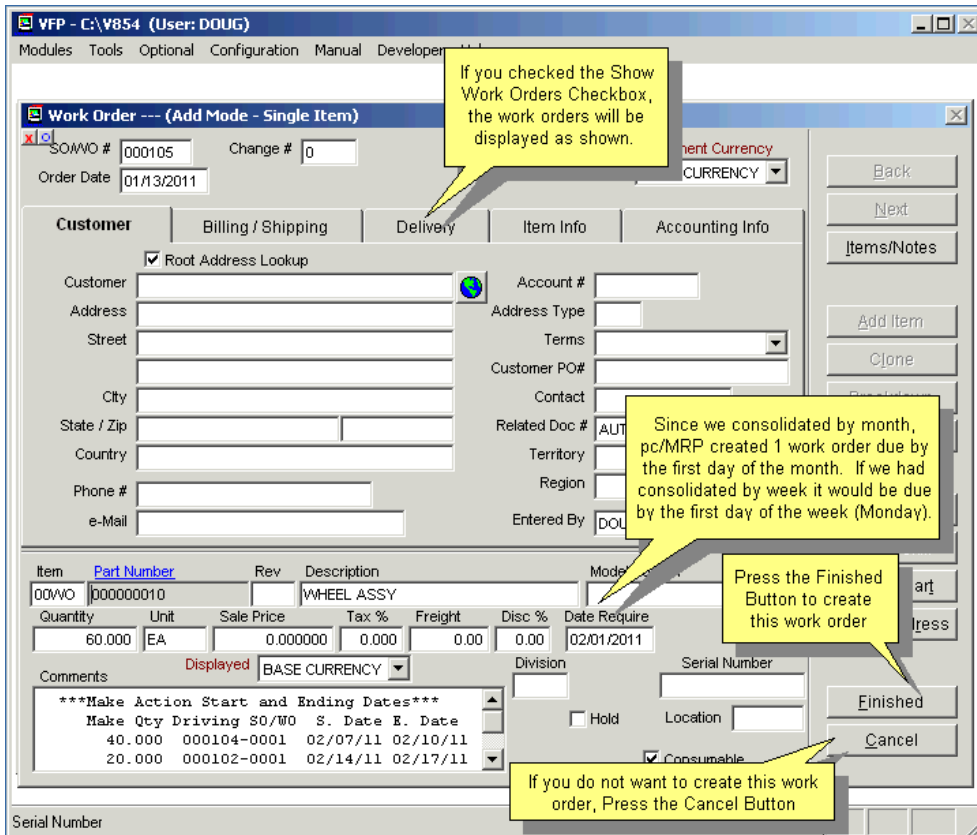 VFP - C:\V854 (User: DOUG)
Modules Tools Optional Configuration Manual Developer
If you checked the Show
Work Orders Checkbox,
the work orders will be
displayed as shown.
Work Order --- (Add Mode - Single Item)
SO/WO # 000105 Change # 0 Currency
Order Date 01/13/2011 CURRENCY
Back
Next
Items/Notes
Add Item
Clone
Customer Billing / Shipping Delivery Item Info Accounting Info
Root Address Lookup
Customer Account #
Address Address Type
Street Terms
Customer PO#
City Contact
State / Zip Related Doc #
Country Territory
Phone # Region
e-Mail Entered By
Since we consolidated by month,
pc/MRP created 1 work order due by
the first day of the month. If we had
consolidated by week it would be due
by the first day of the week (Monday).
Item Part Number Rev Description
00WO 000000010 WHEEL ASSY
Quantity Unit Sale Price Tax % Freight Disc % Date Require
60.000 EA 0.000000 0.000 0.00 0.00 02/01/2011
Press the Finished
Button to create
this work order
Comments Displayed BASE CURRENCY Division Serial Number
***Make Action Start and Ending Dates***
Make Qty Driving SO/WO S. Date E. Date
40.000 000104-0001 02/07/11 02/10/11
20.000 000102-0001 02/14/11 02/17/11
Hold Location
Consumable
Finished
Cancel
If you do not want to create this work
order, Press the Cancel Button
Serial Number